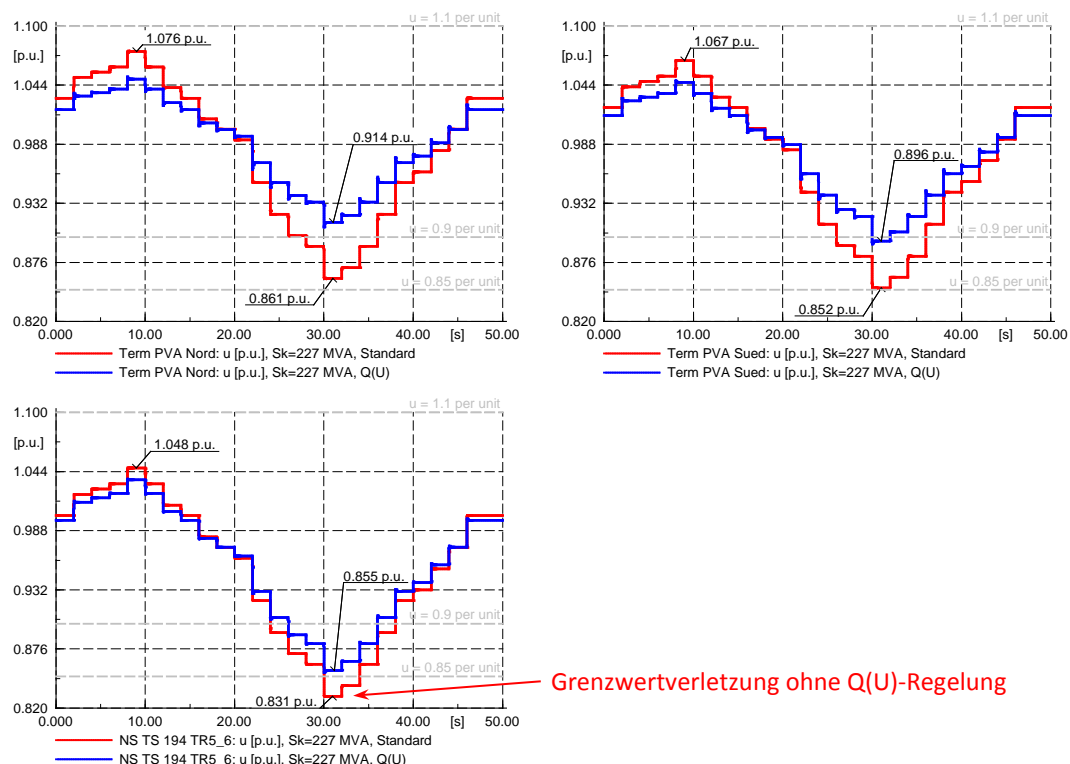 1.100
u = 1.1 per unit
1.076 p.u.
[p.u.]
1.044
0.988
0.914 p.u.
0.932
u = 0.9 per unit
0.876
u = 0.85 per unit
0.861 p.u.
0.820
0.000 10.00 20.00 30.00 40.00 [s] 50.00
Term PVA Nord: u [p.u.], Sk=227 MVA, Standard
Term PVA Nord: u [p.u.], Sk=227 MVA, Q(U)
1.100
u = 1.1 per unit
1.067 p.u.
[p.u.]
1.044
0.988
0.896 p.u.
0.932
u = 0.9 per unit
0.876
u = 0.85 per unit
0.852 p.u.
0.820
0.000 10.00 20.00 30.00 40.00 [s] 50.00
Term PVA Sued: u [p.u.], Sk=227 MVA, Standard
Term PVA Sued: u [p.u.], Sk=227 MVA, Q(U)
1.100
u = 1.1 per unit
[p.u.]
1.048 p.u.
1.044
0.988
0.932
0.855 p.u.
u = 0.9 per unit
0.876
u = 0.85 per unit
Grenzwertverletzung ohne Q(U)-Regelung
0.831 p.u.
0.820
0.000 10.00 20.00 30.00 40.00 [s] 50.00
NS TS 194 TR5_6: u [p.u.], Sk=227 MVA, Standard
NS TS 194 TR5_6: u [p.u.], Sk=227 MVA, Q(U)